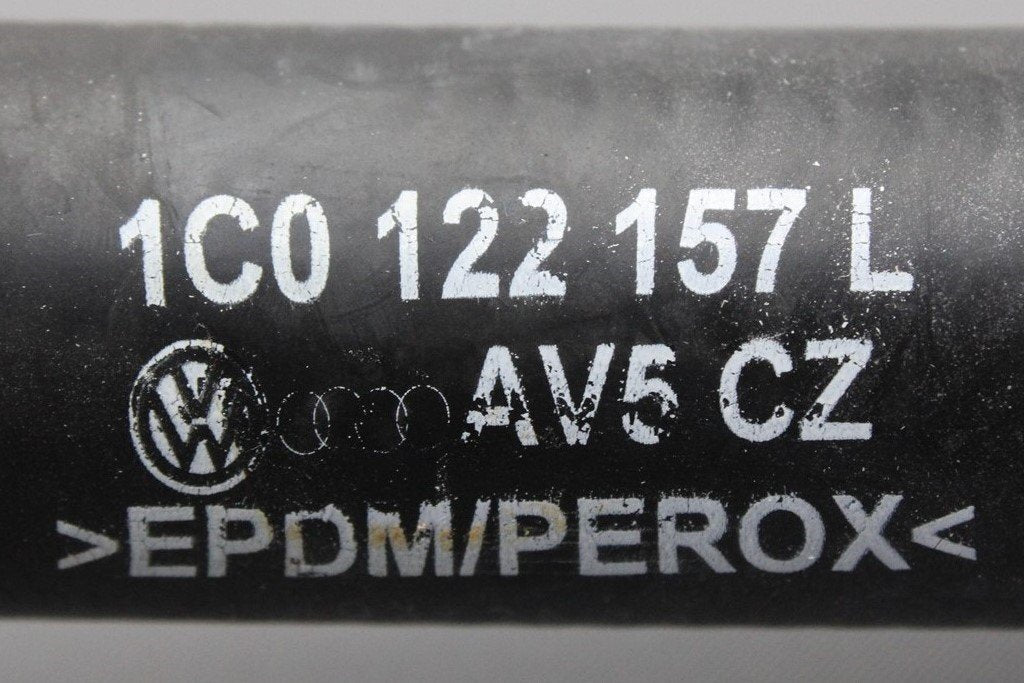 1C0 122 157 L
AV5 CZ
>EPDM/PEROX<